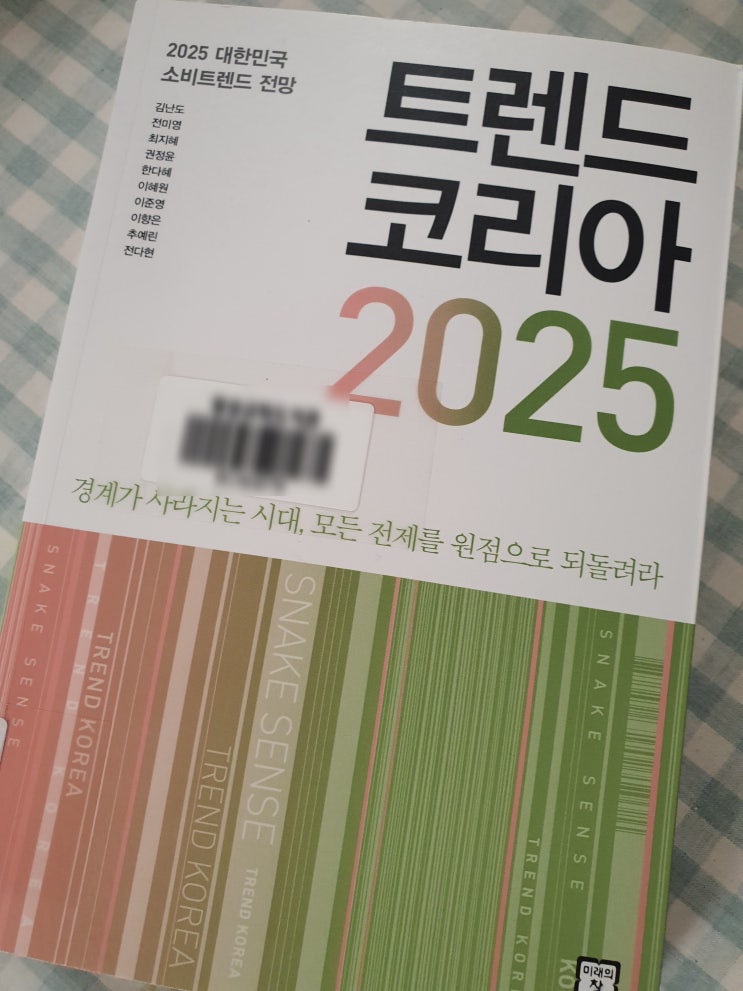 2025 대한민국
소비트렌드 전망
김난도
전미영
최지혜
권정윤
한다혜
이혜원
이준영
이향은
추예린
전다현
트렌드
코리아
2025
경계가 사라지는 시대, 모든 전제를 원점으로 되돌려라
SNAKE SENSE
TREND KOREA
TREND KOREA
SNAKE SENSE
TREND KOREA
TREND KOREA
SNAKE SENSE
TREND KOR
KO
미래의
창